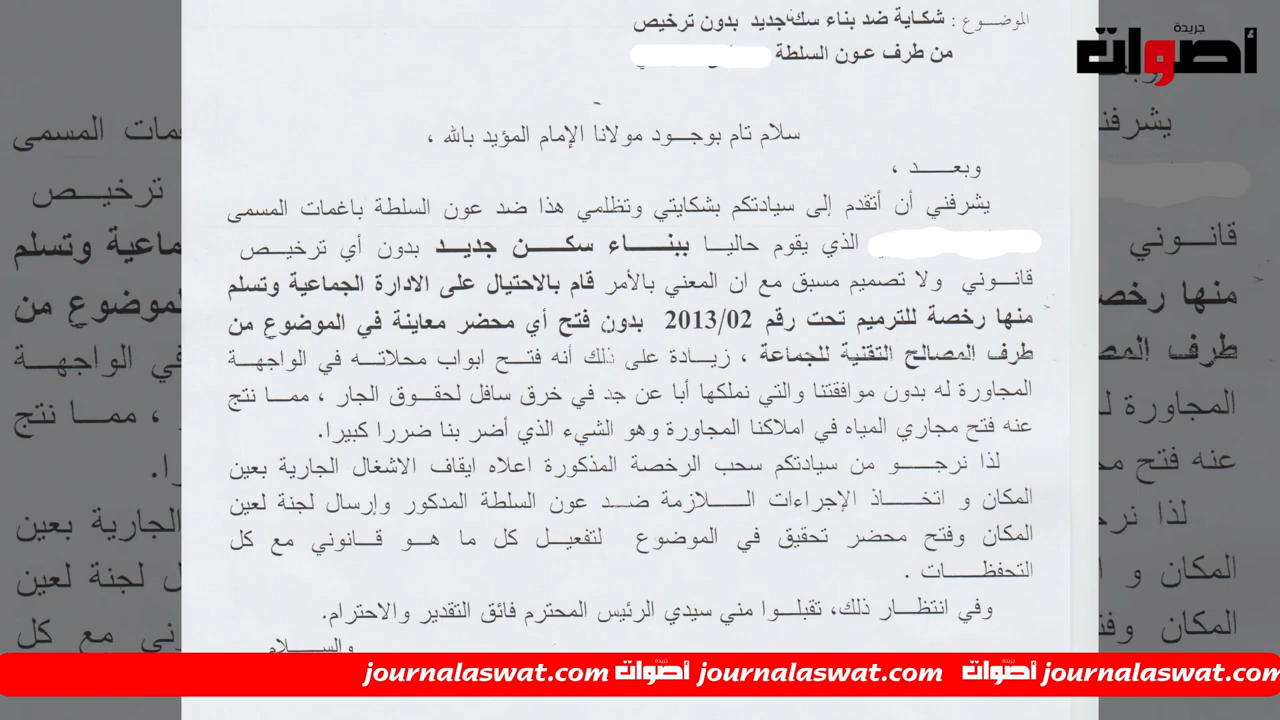 الموضوع : شكاية ضد بناء سكن جديد بدون ترخيص
من طرف عون السلطة
جريدة
أصوات
سلام تام بوجود مولانا الإمام المؤيد بالله ،
وبعد ،
يشرفني أن أتقدم إلى سيادتكم بشكايتي وتظلمي هذا ضد عون السلطة باغمات المسمى
الذي يقوم حاليا ببناء سكن جديد بدون أي ترخيص
قانوني ولا تصميم مسبق مع ان المعني بالأمر قام بالاحتيال على الادارة الجماعية وتسلم
منها رخصة للترميم تحت رقم 2013/02 بدون فتح أي محضر معاينة في الموضوع من
طرف المصالح التقنية للجماعة ، زيادة على ذلك أنه فتح ابواب محلاته في الواجهة
المجاورة له بدون موافقتنا والتي نملكها أبا عن جد في خرق سافل لحقوق الجار ، مما نتج
عنه فتح مجاري المياه في املاكنا المجاورة وهو الشيء الذي أضر بنا ضررا كبيرا.
لذا نرجو من سيادتكم سحب الرخصة المذكورة اعلاه ايقاف الاشغال الجارية بعين
المكان و اتخاذ الإجراءات اللازمة ضد عون السلطة المدكور وإرسال لجنة لعين
المكان وفتح محضر تحقيق في الموضوع لتفعيل كل ما هو قانوني مع كل
التحفظات .
وفي انتظار ذلك، تقبلوا مني سيدي الرئيس المحترم فائق التقدير والاحترام.
والسلام
journalaswat.com جريدة أصوات journalaswat.com جريدة أصوات journalaswat.com